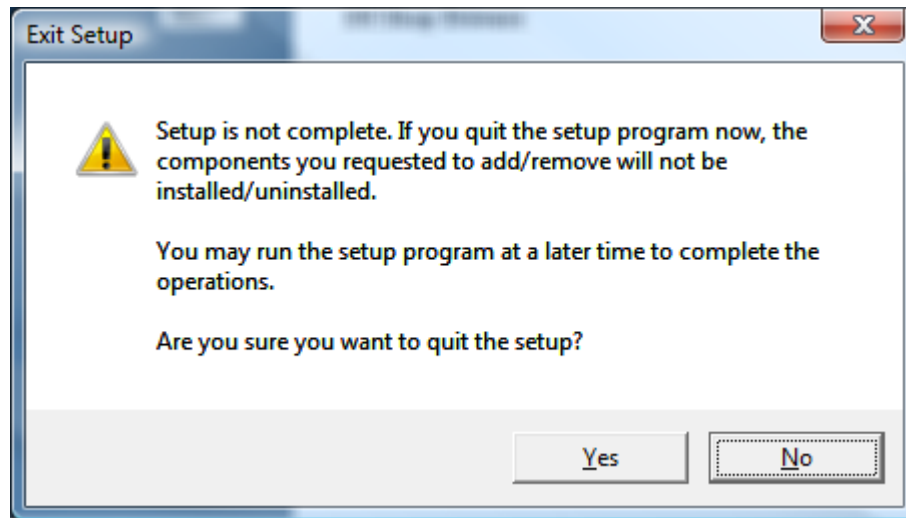 Exit Setup
Setup is not complete. If you quit the setup program now, the
components you requested to add/remove will not be
installed/uninstalled.
You may run the setup program at a later time to complete the
operations.
Are you sure you want to quit the setup?
Yes
No